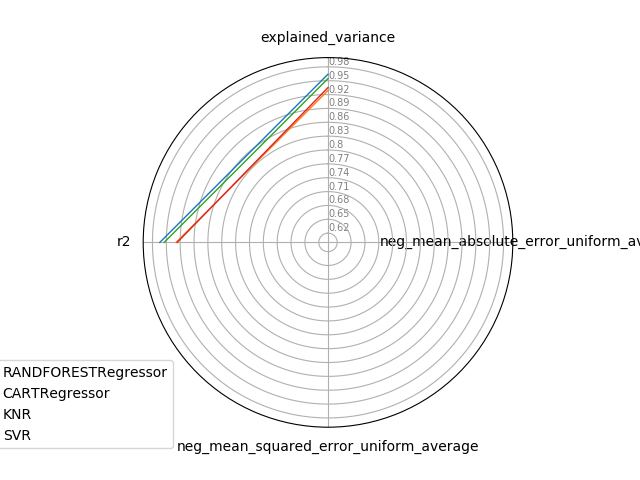 explained_variance
0.98
0.95
0.92
0.89
0.86
0.83
0.8
0.77
0.74
0.71
0.68
0.65
0.62
r2
neg_mean_absolute_error_uniform_av
RANDFORESTRegressor
CARTRegressor
KNR
SVR
neg_mean_squared_error_uniform_average